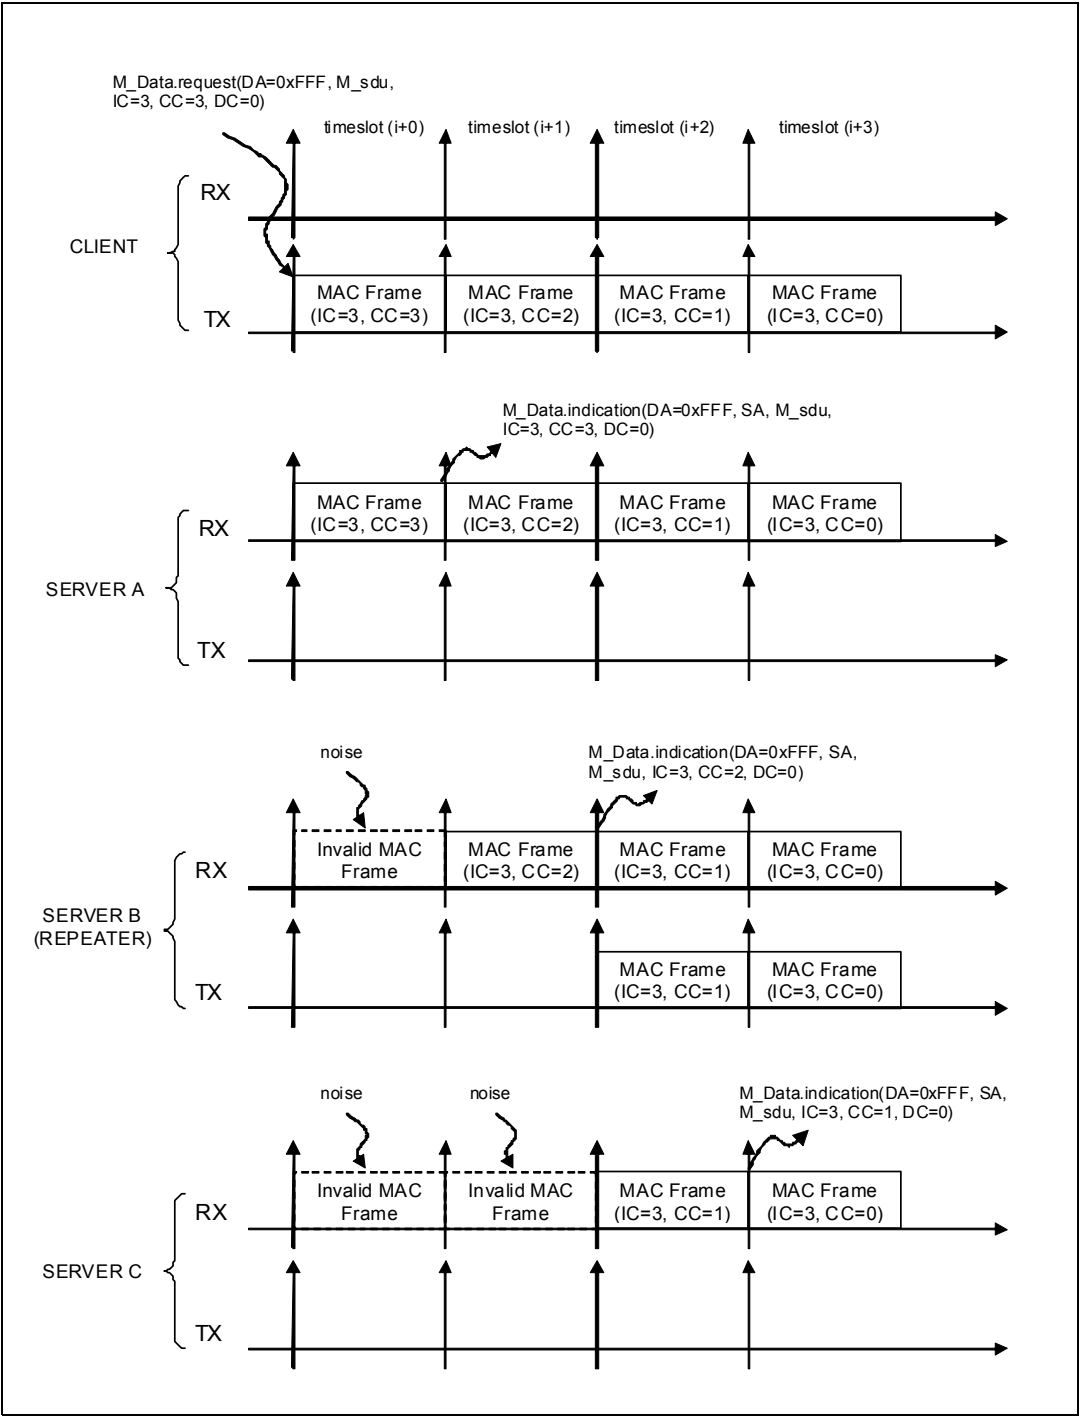 M_Data.request(DA=0xFFF, M_sdu,
IC=3, CC=3, DC=0)
timeslot (i+0)
timeslot (i+1)
timeslot (i+2)
timeslot (i+3)
RX
CLIENT
TX
MAC Frame
(IC=3, CC=3)
MAC Frame
(IC=3, CC=2)
MAC Frame
(IC=3, CC=1)
MAC Frame
(IC=3, CC=0)
M_Data.indication(DA=0xFFF, SA, M_sdu,
IC=3, CC=3, DC=0)
RX
MAC Frame
(IC=3, CC=3)
MAC Frame
(IC=3, CC=2)
MAC Frame
(IC=3, CC=1)
MAC Frame
(IC=3, CC=0)
SERVER A
TX
noise
M_Data.indication(DA=0xFFF, SA,
M_sdu, IC=3, CC=2, DC=0)
RX
Invalid MAC
Frame
MAC Frame
(IC=3, CC=2)
MAC Frame
(IC=3, CC=1)
MAC Frame
(IC=3, CC=0)
SERVER B
(REPEATER)
TX
MAC Frame
(IC=3, CC=1)
MAC Frame
(IC=3, CC=0)
noise
noise
M_Data.indication(DA=0xFFF, SA,
M_sdu, IC=3, CC=1, DC=0)
RX
Invalid MAC
Frame
Invalid MAC
Frame
MAC Frame
(IC=3, CC=1)
MAC Frame
(IC=3, CC=0)
SERVER C
TX